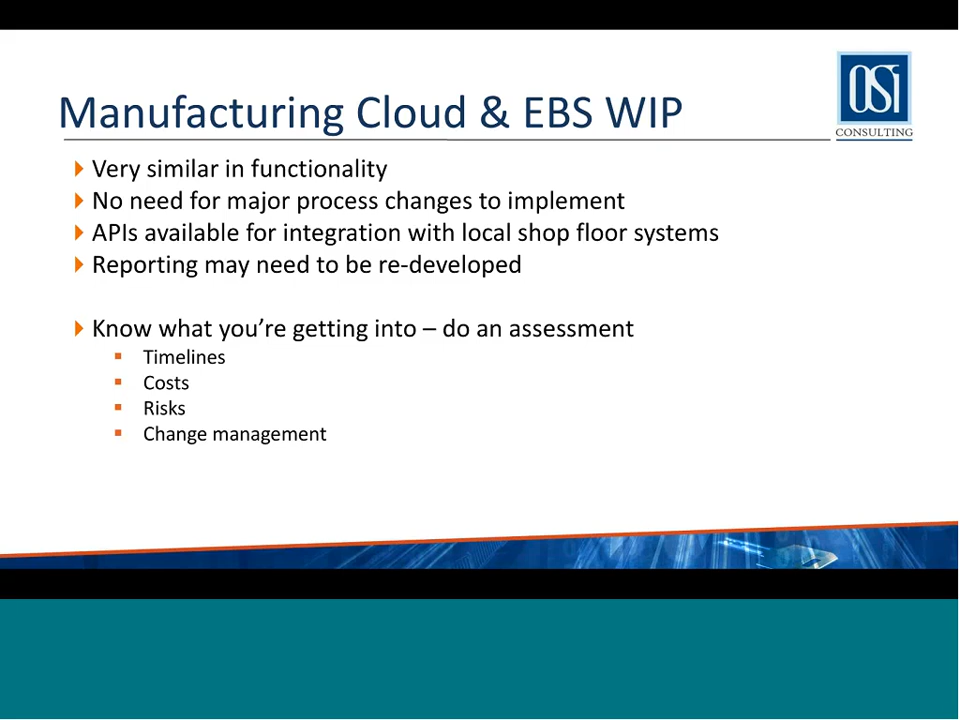 OSi
CONSULTING
Manufacturing Cloud & EBS WIP
Very similar in functionality
No need for major process changes to implement
APIs available for integration with local shop floor systems
Reporting may need to be re-developed
Know what you’re getting into – do an assessment
Timelines
Costs
Risks
Change management